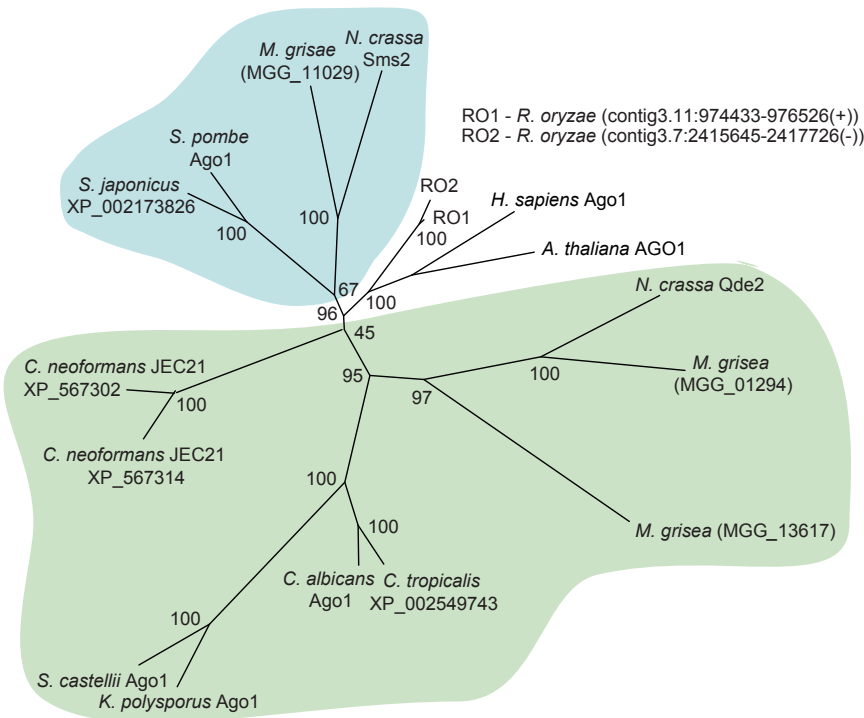 N. crassa
Sms2
M. grisae
(MGG_11029)
S. pombe
Ago1
S. japonicus
XP_002173826
100
100
67
96
RO1 - R. oryzae (contig3.11:974433-976526(+))
RO2 - R. oryzae (contig3.7:2415645-2417726(-))
RO2
RO1
100
H. sapiens Ago1
A. thaliana AGO1
100
45
N. crassa Qde2
M. grisea
(MGG_01294)
100
95
97
C. neoformans JEC21
XP_567302
100
C. neoformans JEC21
XP_567314
M. grisea (MGG_13617)
100
100
C. albicans
Ago1
C. tropicalis
XP_002549743
100
S. castellii Ago1
K. polysporus Ago1